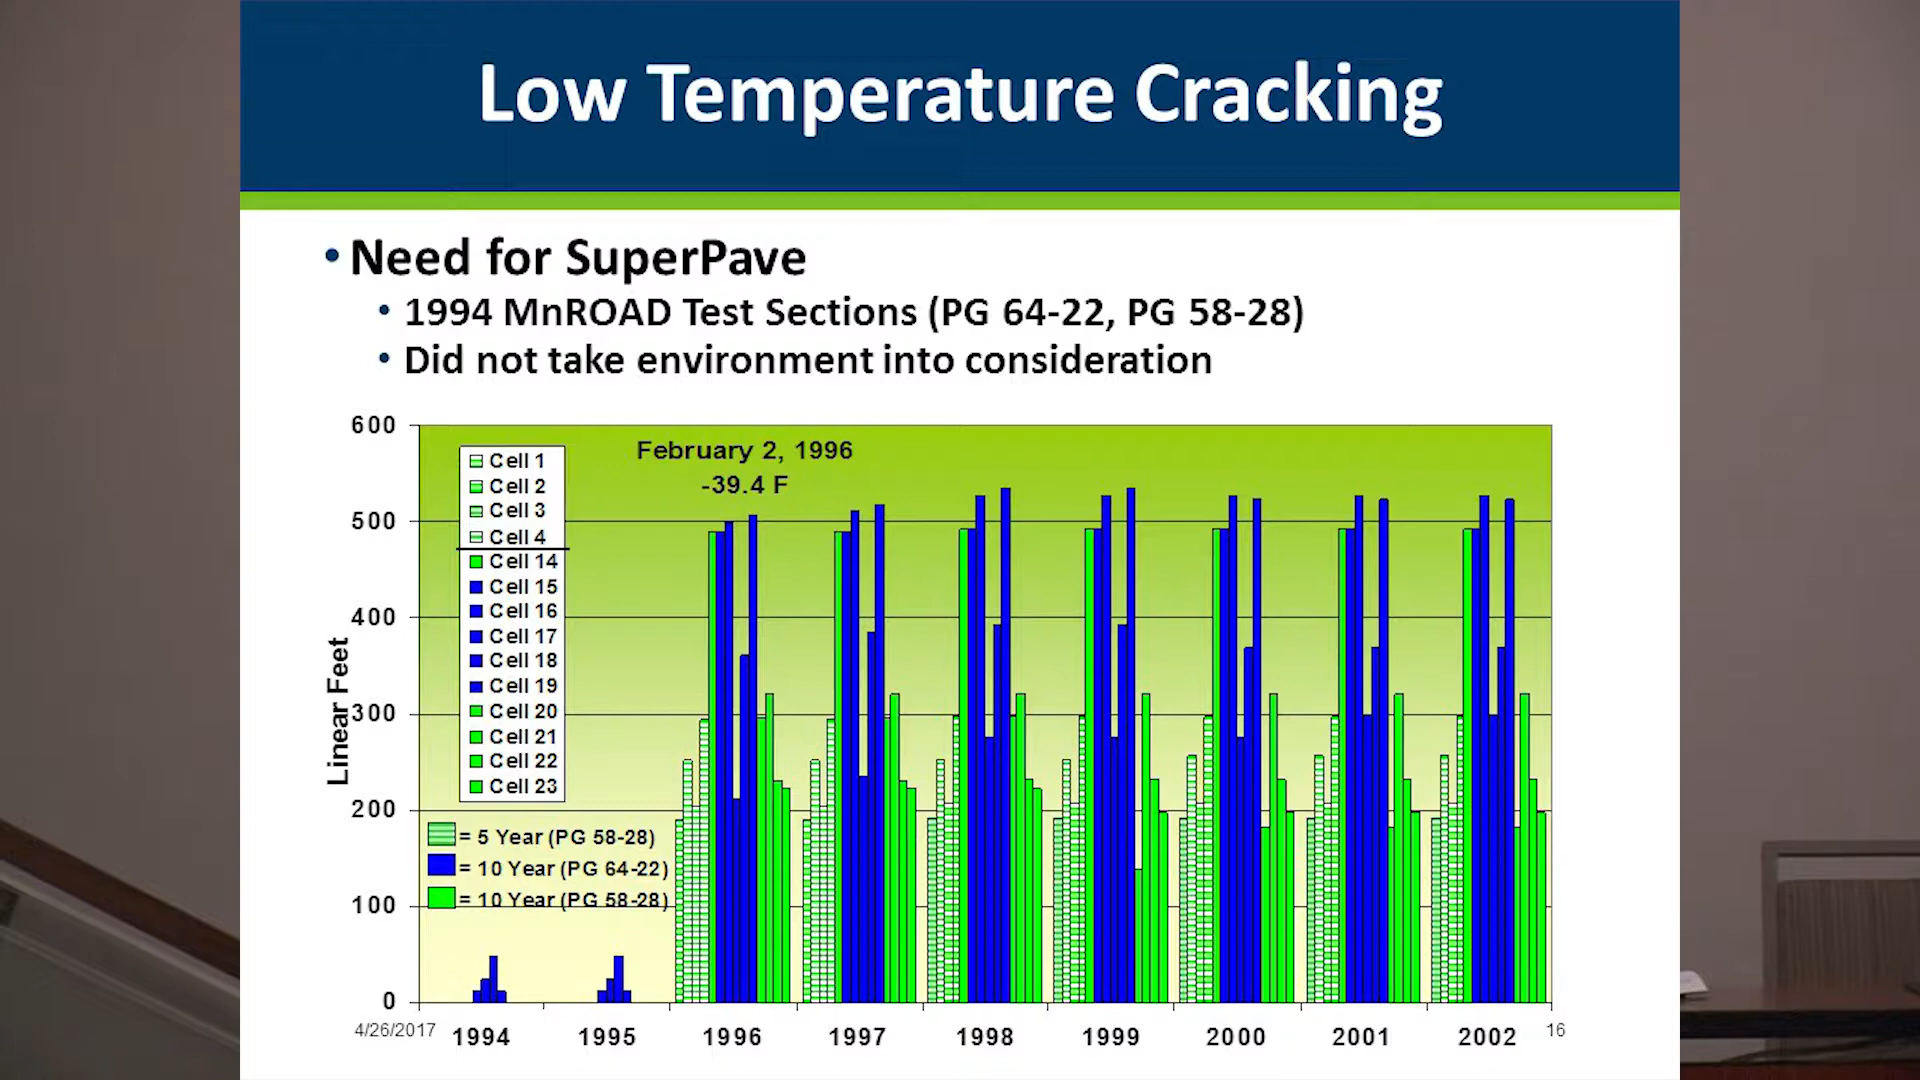 Low Temperature Cracking
• Need for SuperPave
• 1994 MnROAD Test Sections (PG 64-22, PG 58-28)
• Did not take environment into consideration
600
500
400
300
200
100
0
Linear Feet
February 2, 1996
-39.4 F
Cell 1
Cell 2
Cell 3
Cell 4
Cell 14
Cell 15
Cell 16
Cell 17
Cell 18
Cell 19
Cell 20
Cell 21
Cell 22
Cell 23
= 5 Year (PG 58-28)
= 10 Year (PG 64-22)
= 10 Year (PG 58-28)
1994 1995 1996 1997 1998 1999 2000 2001 2002
4/26/2017
16